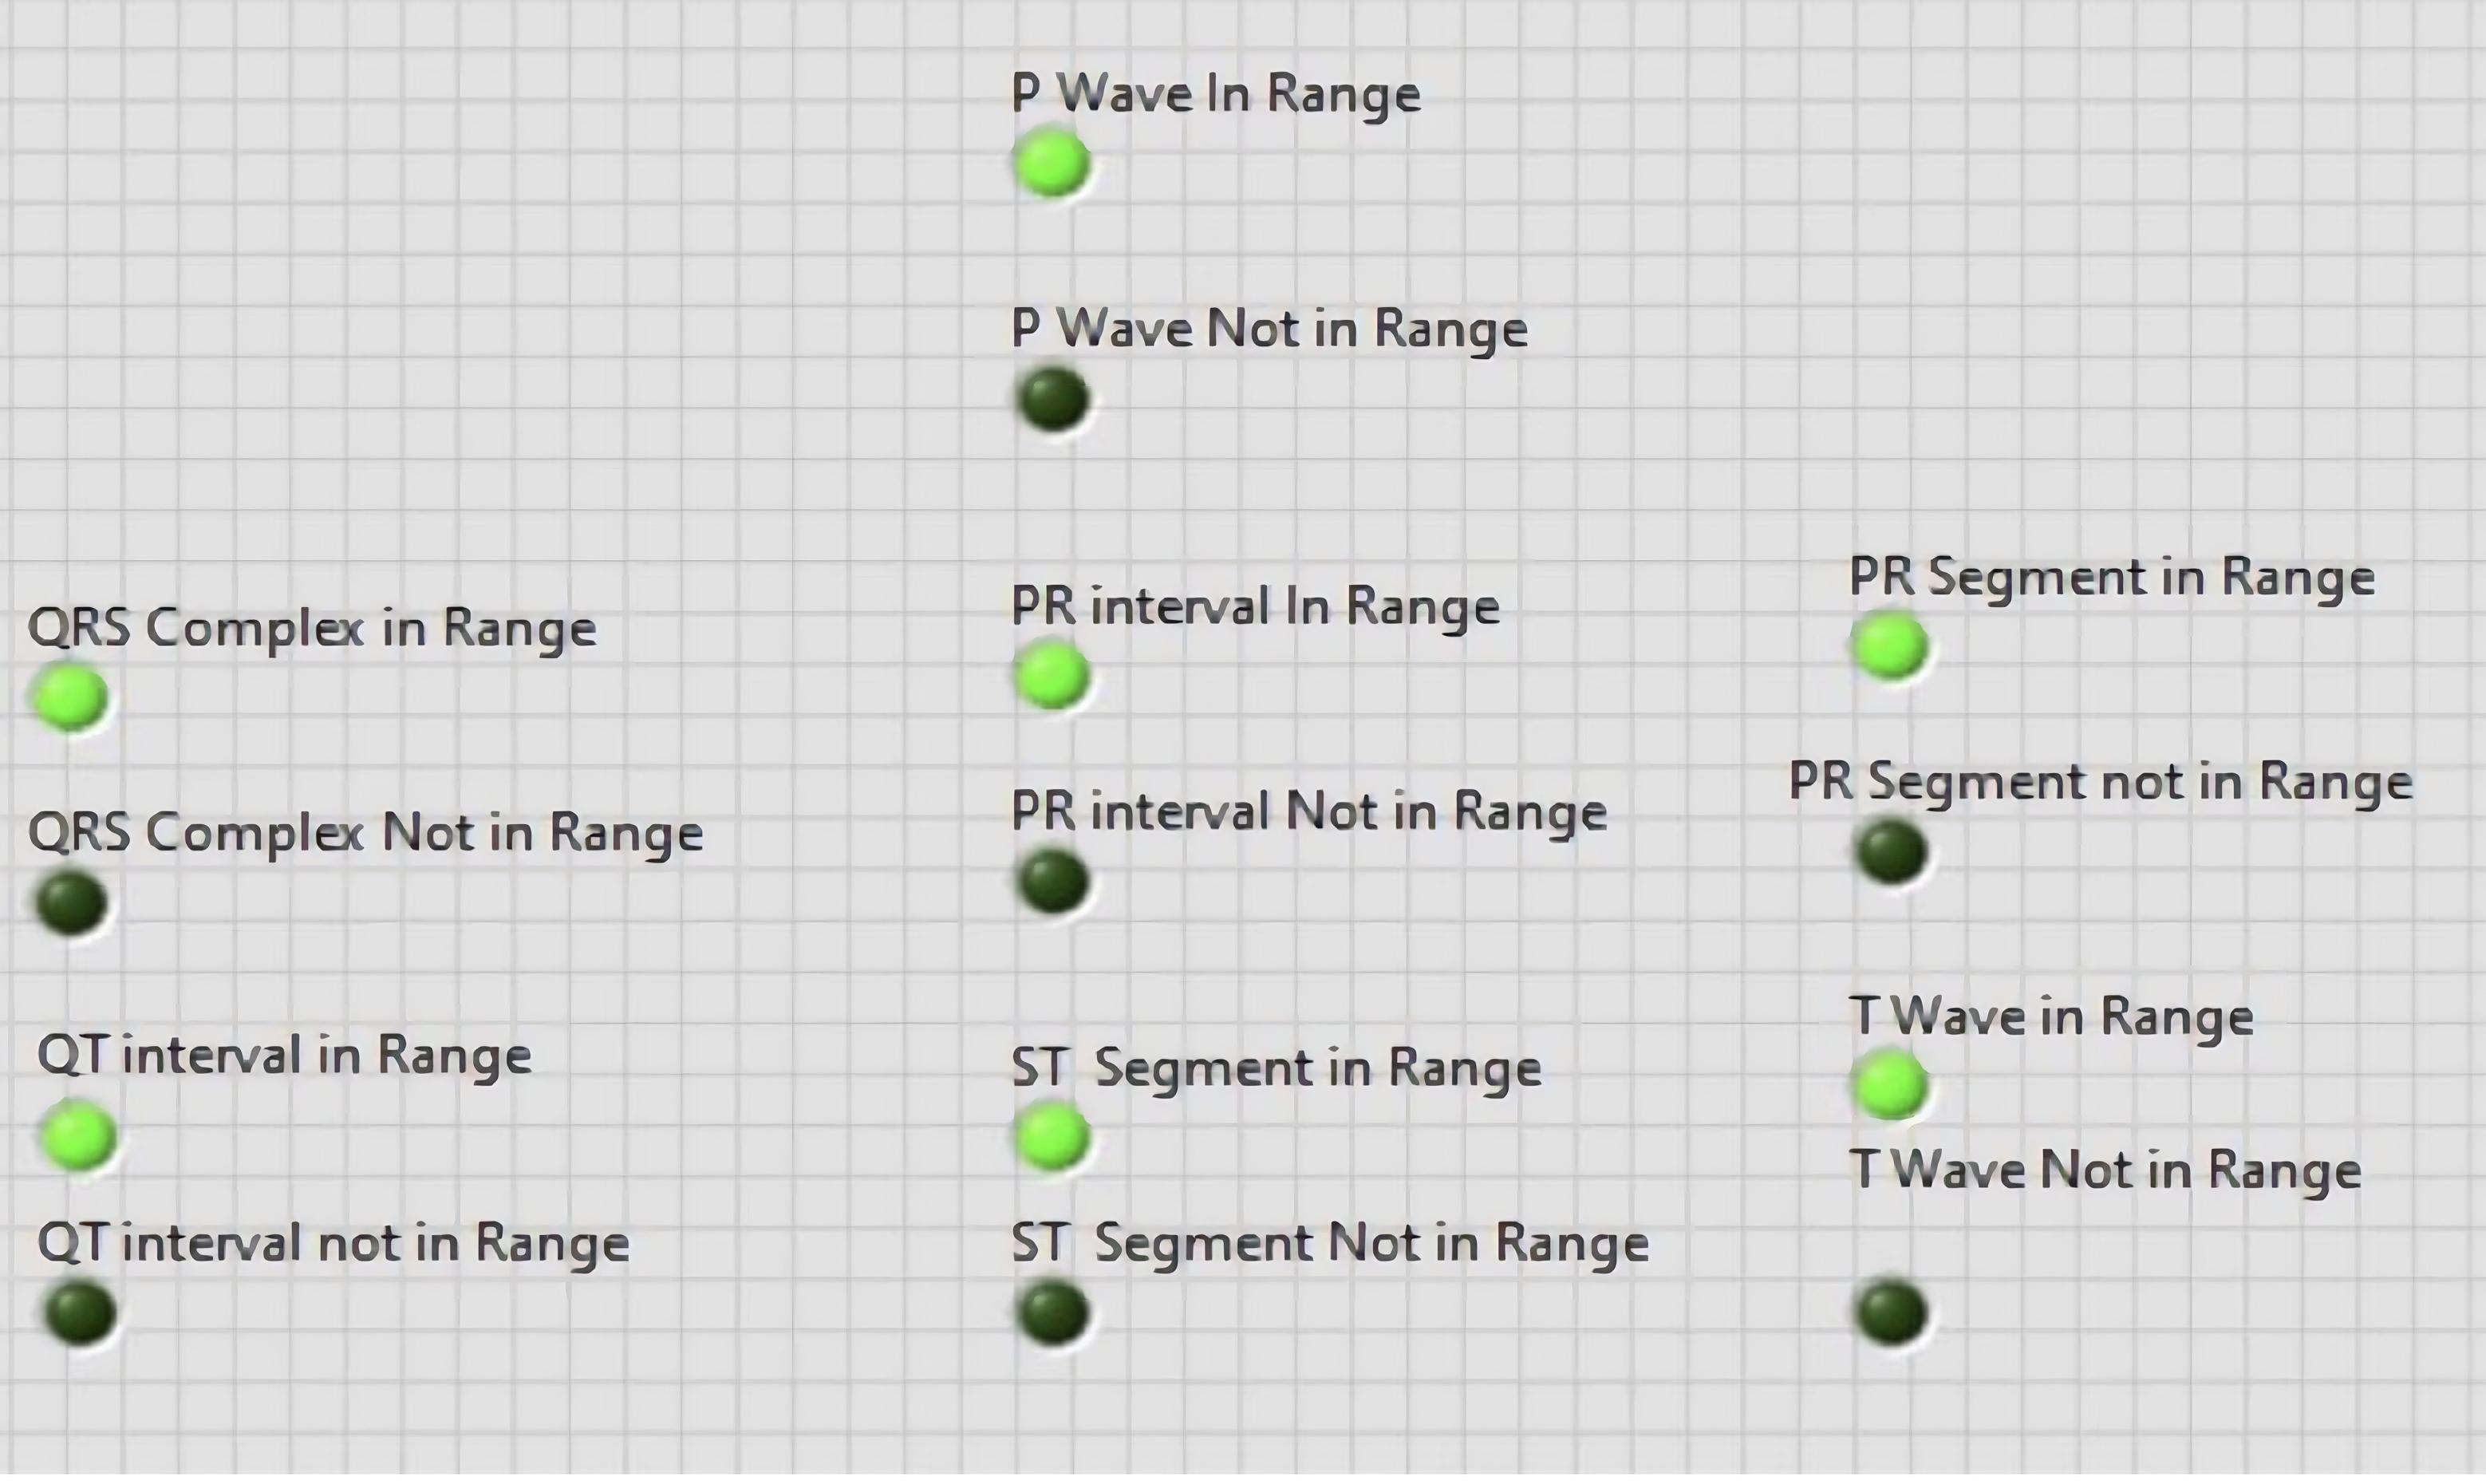 P Wave In Range
P Wave Not in Range
QRS Complex in Range
PR interval In Range
PR Segment in Range
QRS Complex Not in Range
PR interval Not in Range
PR Segment not in Range
QT interval in Range
ST  Segment in Range
T Wave in Range
QT interval not in Range
ST  Segment Not in Range
T Wave Not in Range